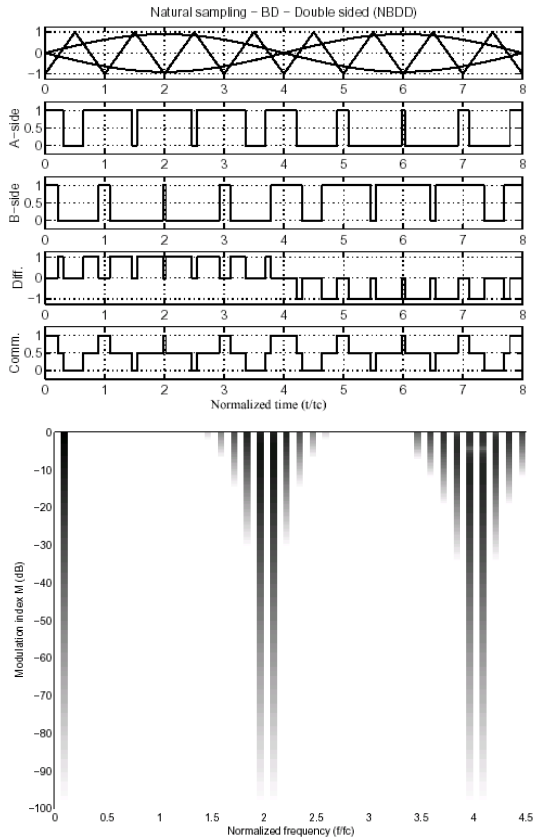 Natural sampling − BD − Double sided (NBDD)
1
0
−1
0 1 2 3 4 5 6 7 8
A−side
1
0.5
0
0 1 2 3 4 5 6 7 8
B−side
1
0.5
0
0 1 2 3 4 5 6 7 8
Diff.
1
0
−1
0 1 2 3 4 5 6 7 8
Comm.
1
0.5
0
0 1 2 3 4 5 6 7 8
Normalized time (t/tc)
Modulation index M (dB)
0
−10
−20
−30
−40
−50
−60
−70
−80
−90
−100
0 0.5 1 1.5 2 2.5 3 3.5 4 4.5
Normalized frequency (f/fc)